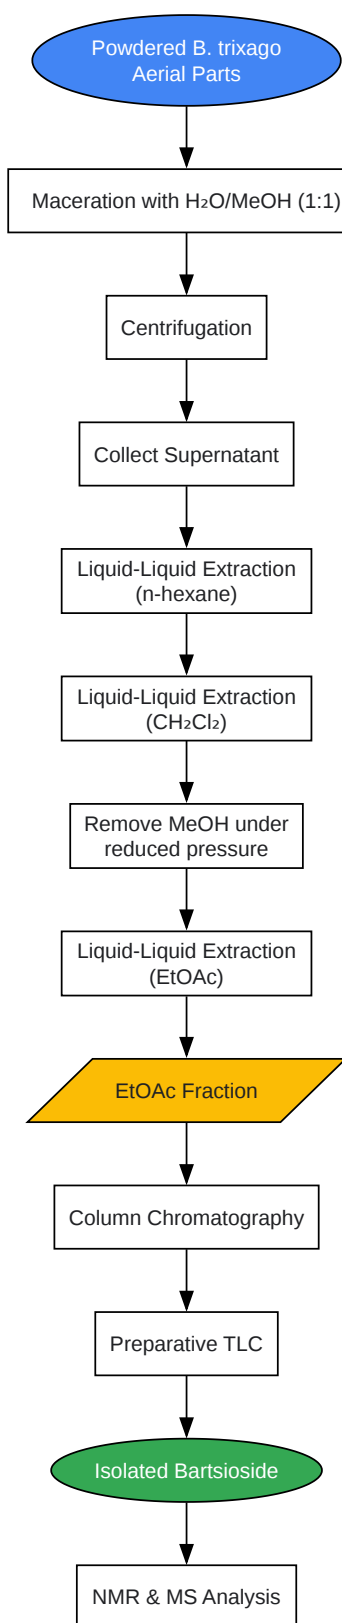 Powdered B. trixago
Aerial Parts
Maceration with H₂O/MeOH (1:1)
Centrifugation
Collect Supernatant
Liquid-Liquid Extraction
(n-hexane)
Liquid-Liquid Extraction
(CH₂Cl₂)
Remove MeOH under
reduced pressure
Liquid-Liquid Extraction
(EtOAc)
EtOAc Fraction
Column Chromatography
Preparative TLC
Isolated Bartsioside
NMR & MS Analysis